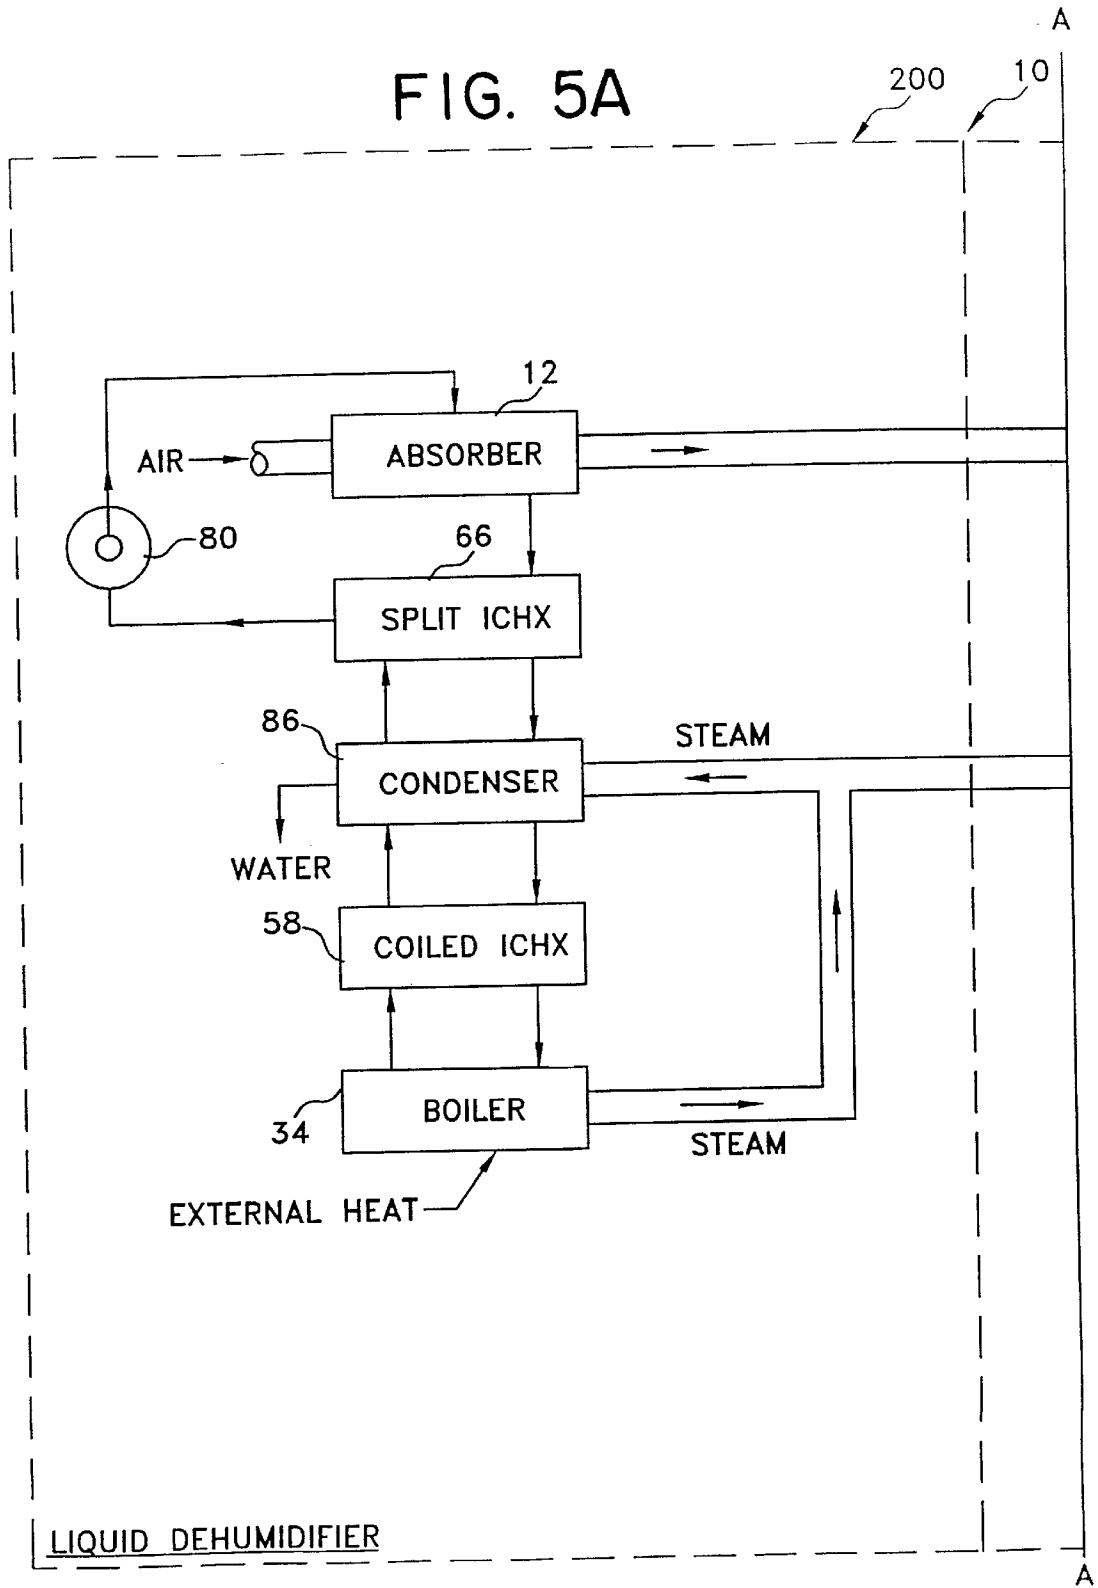 A
FIG. 5A
200
10
12
AIR
ABSORBER
80
66
SPLIT ICHX
86
STEAM
CONDENSER
WATER
58
COILED ICHX
34
BOILER
STEAM
EXTERNAL HEAT
LIQUID DEHUMIDIFIER
A